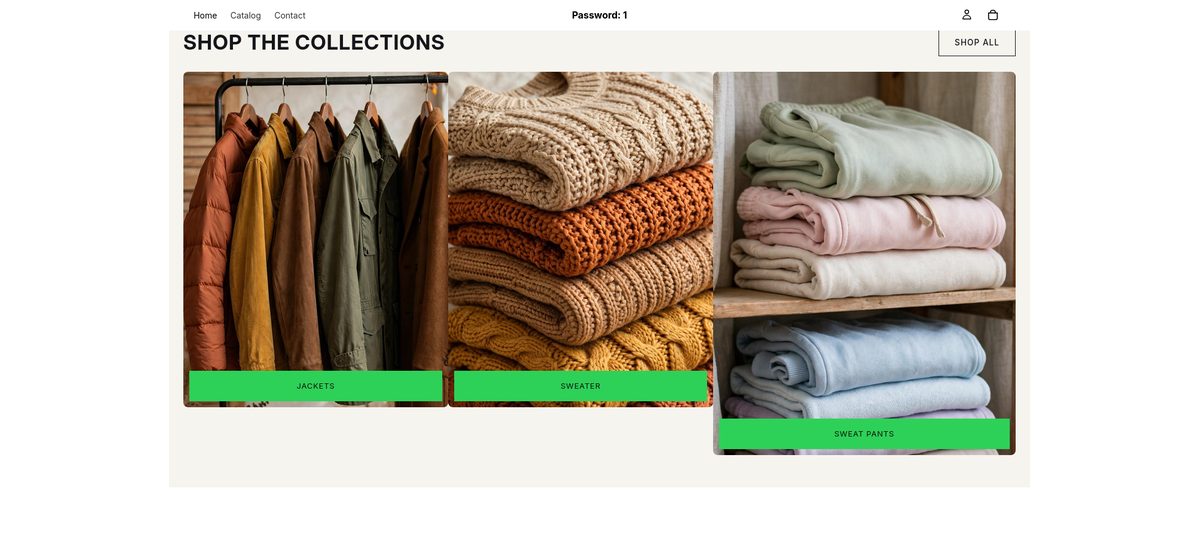 Home
Catalog
Contact
Password: 1
SHOP THE COLLECTIONS
SHOP ALL
JACKETS
SWEATER
SWEAT PANTS